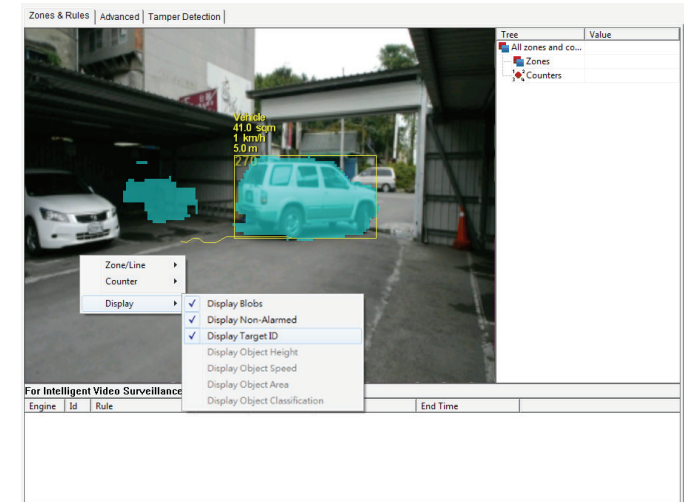 Zones & Rules
Advanced
Tamper Detection
Tree
Value
All zones and co...
Zones
Counters
Vehicle
41.0 sqm
1 km/h
5.0 m
270
Zone/Line
Counter
Display
Display Blobs
Display Non-Alarmed
Display Target ID
Display Object Height
Display Object Speed
Display Object Area
Display Object Classification
For Intelligent Video Surveillance
Engine
Id
Rule
End Time